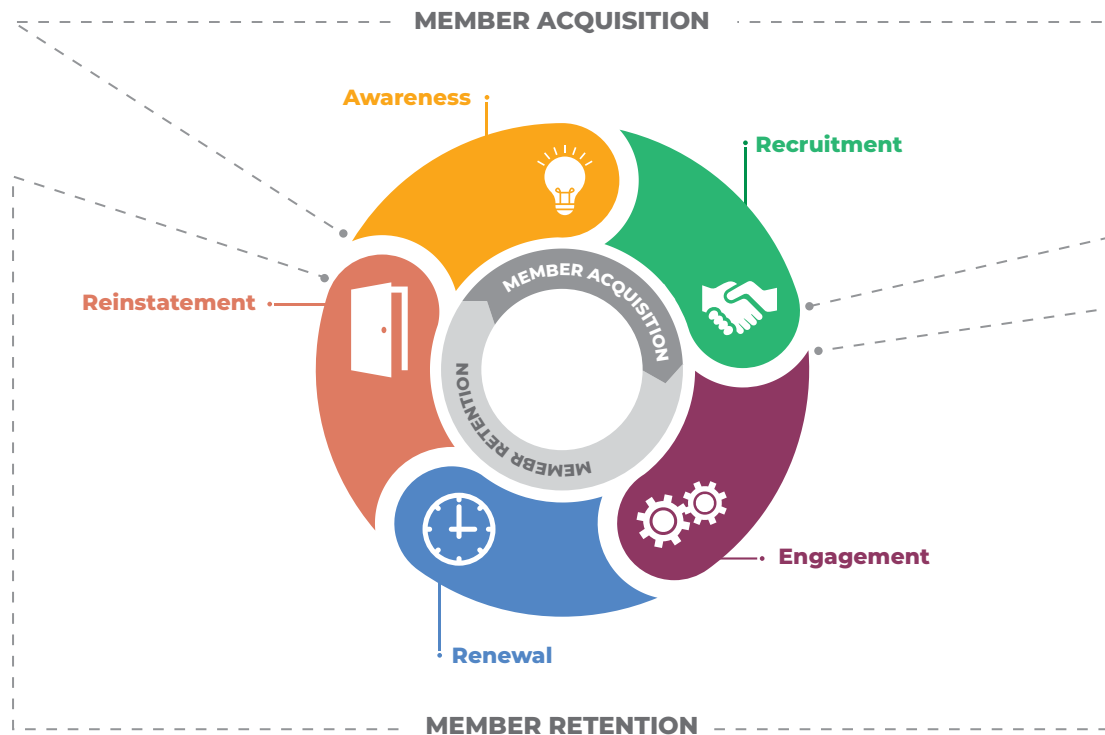 MEMBER ACQUISITION
Awareness
Recruitment
MEMBER ACQUISITION
Reinstatement
MEMEBR RETENTION
Engagement
Renewal
MEMBER RETENTION